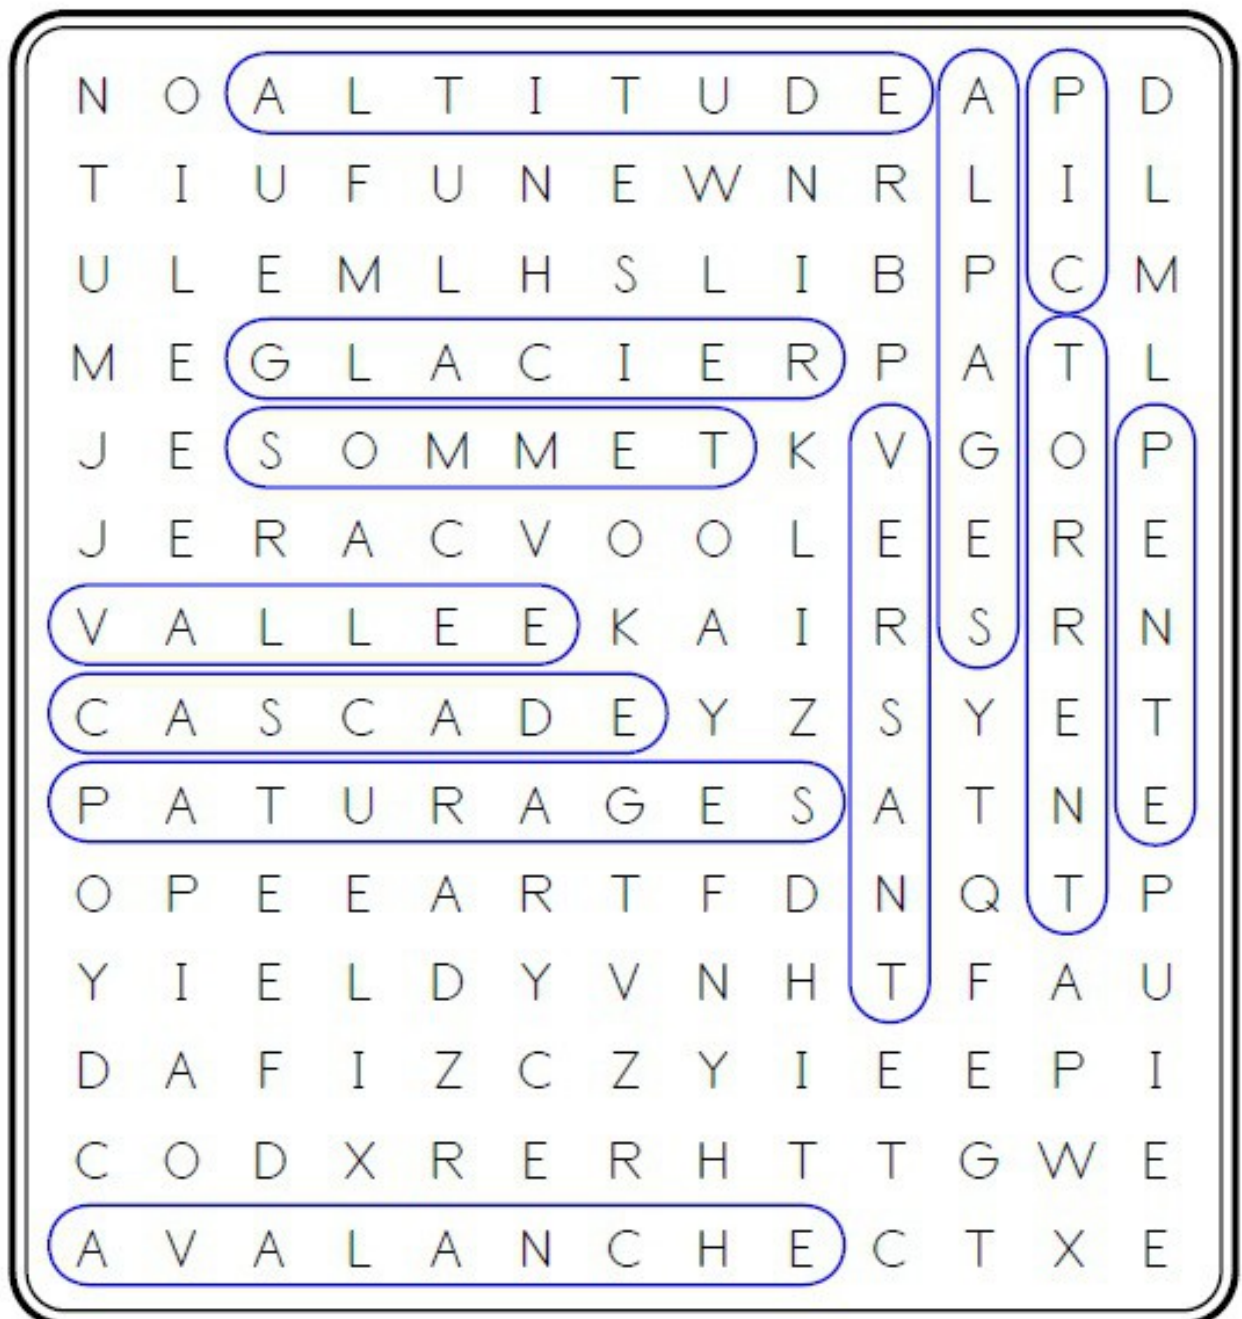 N O A L T I T U D E A P D
T I U F U N E W N R L I L
U L E M L H S L I B P C M
M E G L A C I E R P A T L
J E S O M M E T K V G O P
J E R A C V O O L E E R E
V A L L E E K A I R S R N
C A S C A D E Y Z S Y E T
P A T U R A G E S A T N E
O P E E A R T F D N Q T P
Y I E L D Y V N H T F A U
D A F I Z C Z Y I E E P I
C O D X R E R H T T G W E
A V A L A N C H E C T X E